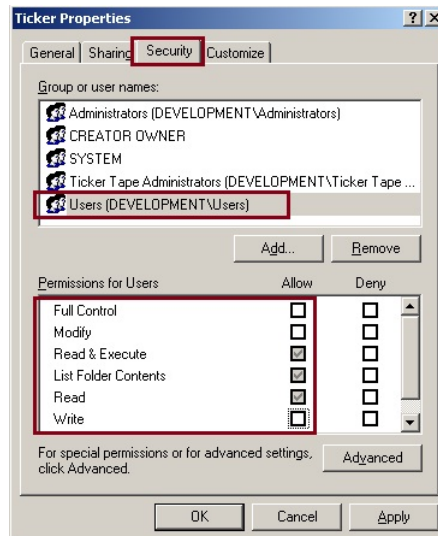 Ticker Properties
General Sharing Security Customize
Group or user names:
Administrators (DEVELOPMENT\Administrators)
CREATOR OWNER
SYSTEM
Ticker Tape Administrators (DEVELOPMENT\Ticker Tape ...
Users (DEVELOPMENT\Users)
Add... Remove
Permissions for Users Allow Deny
Full Control
Modify
Read & Execute
List Folder Contents
Read
Write
For special permissions or for advanced settings,
click Advanced.
Advanced
OK Cancel Apply